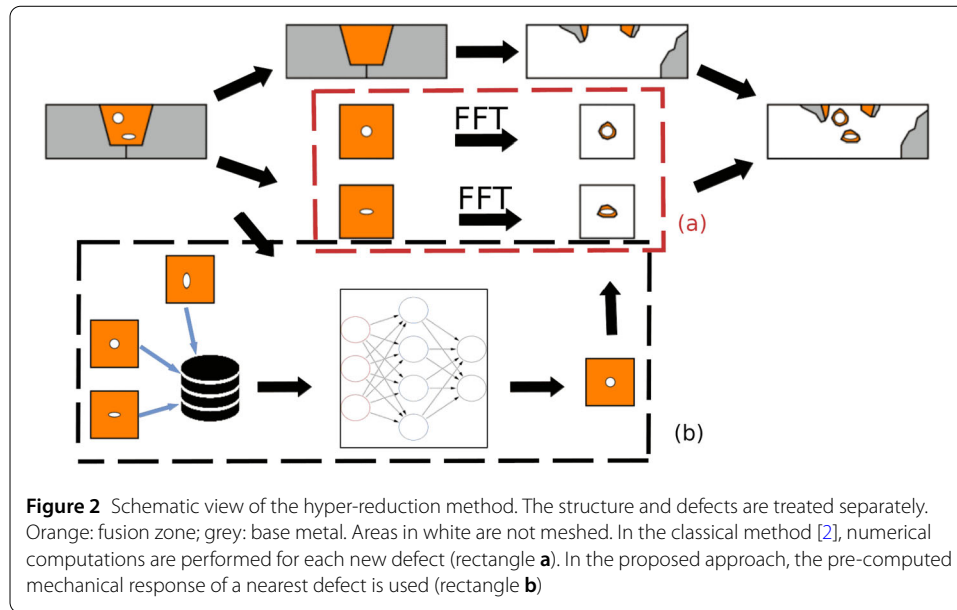 FFT
FFT
(a)
(b)
Figure 2 Schematic view of the hyper-reduction method. The structure and defects are treated separately.
Orange: fusion zone; grey: base metal. Areas in white are not meshed. In the classical method [2], numerical
computations are performed for each new defect (rectangle a). In the proposed approach, the pre-computed
mechanical response of a nearest defect is used (rectangle b)